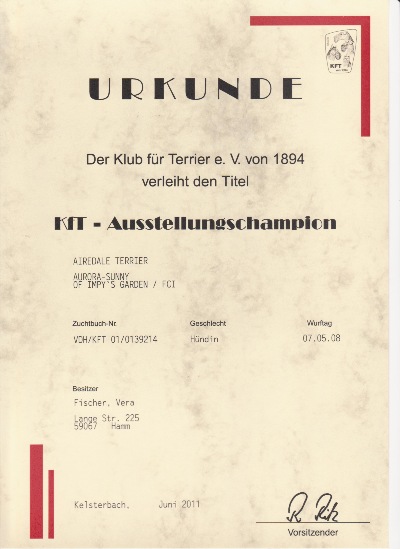 KFT
URKUNDE
Der Klub für Terrier e. V. von 1894
verleiht den Titel
KfT - Ausstellungschampion
AIREDALE TERRIER
AURORA-SUNNY
OF IMPY`S GARDEN / FCI
Zuchtbuch-Nr. Geschlecht Wurftag
VDH/KFT 01/0139214 Hündin 07.05.08
Besitzer
Fischer, Vera
Lange Str. 225
59067 Hamm
Kelsterbach, Juni 2011
Vorsitzender